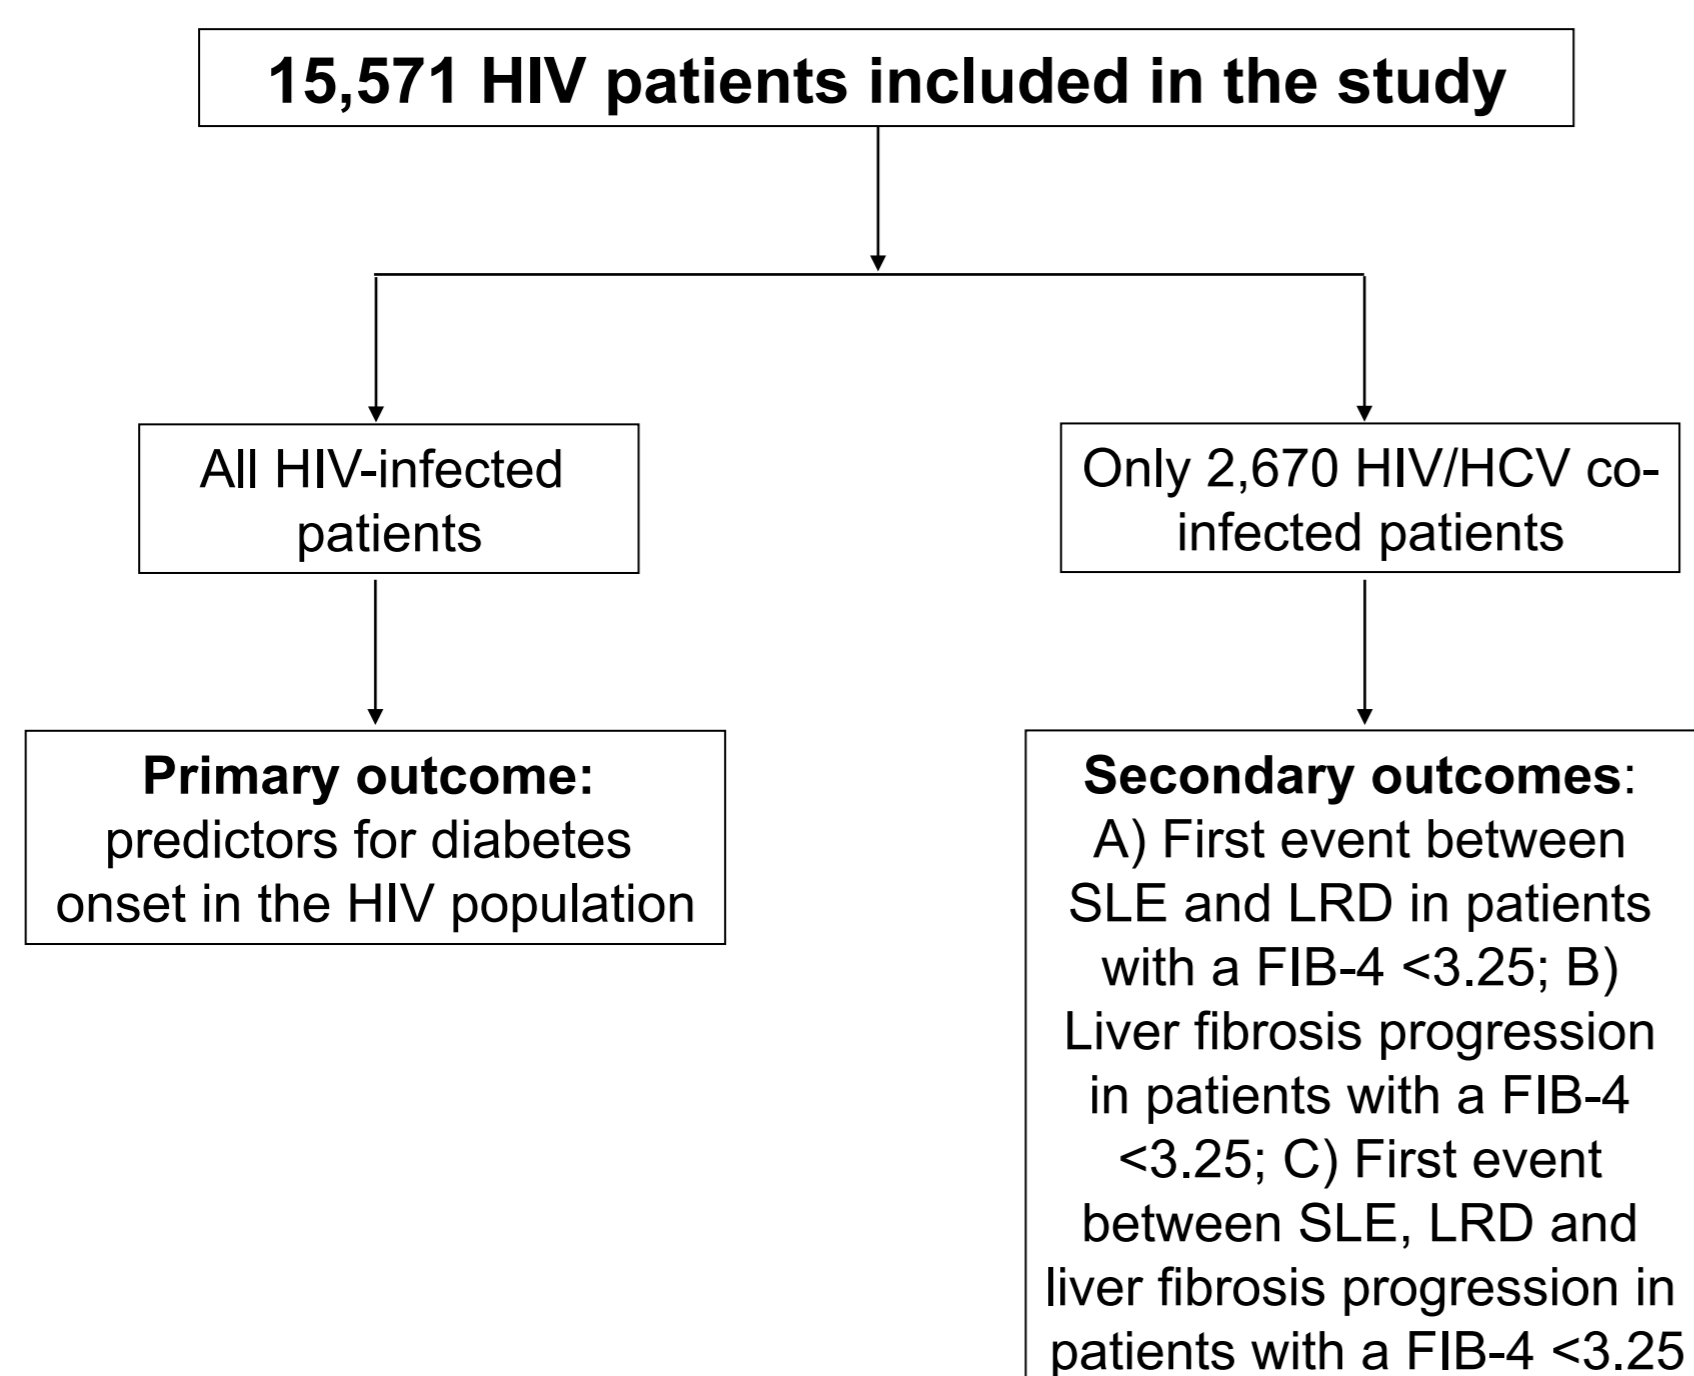 15,571 HIV patients included in the study
All HIV-infected
patients
Only 2,670 HIV/HCV co-
infected patients
Primary outcome:
predictors for diabetes
onset in the HIV population
Secondary outcomes:
A) First event between
SLE and LRD in patients
with a FIB-4 <3.25; B)
Liver fibrosis progression
in patients with a FIB-4
<3.25; C) First event
between SLE, LRD and
liver fibrosis progression in
patients with a FIB-4 <3.25